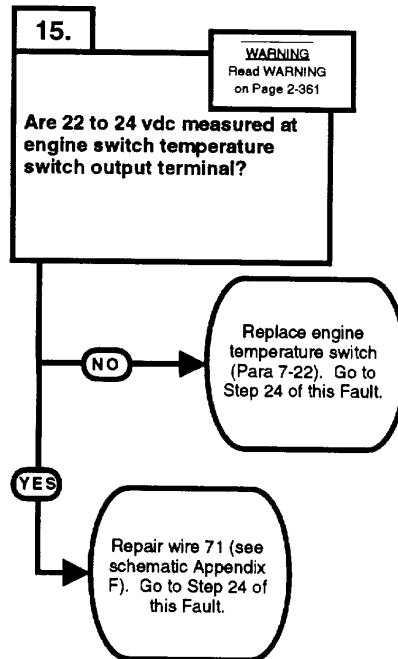 15.
WARNING
Read WARNING
on Page 2-361
Are 22 to 24 vdc measured at
engine switch temperature
switch output terminal?
NO
Replace engine
temperature switch
(Para 7-22). Go to
Step 24 of this Fault.
YES
Repair wire 71 (see
schematic Appendix
F). Go to Step 24 of
this Fault.